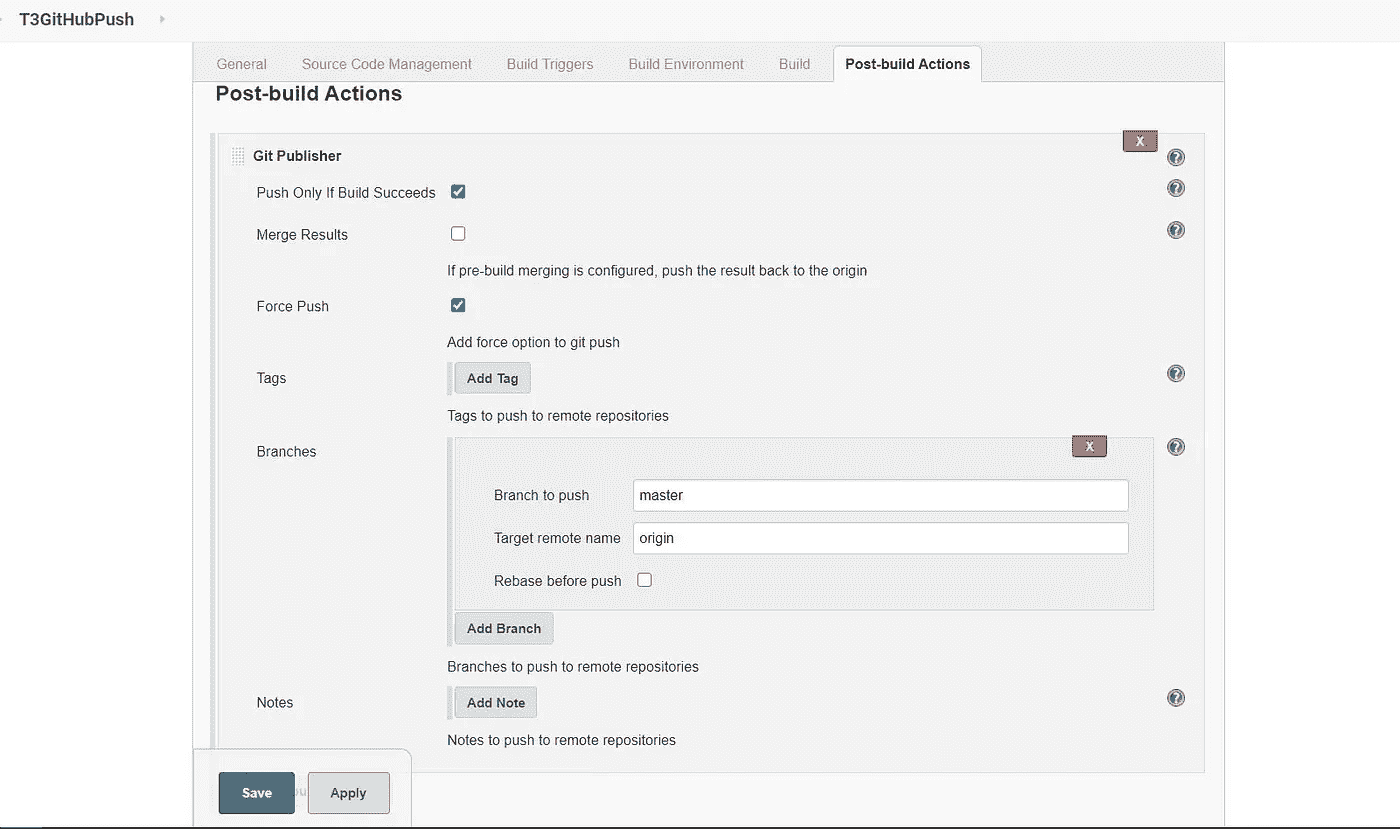 T3GitHubPush
General Source Code Management Build Triggers Build Environment Build Post-build Actions
Post-build Actions
X
Git Publisher ?
Push Only If Build Succeeds ?
Merge Results ?
If pre-build merging is configured, push the result back to the origin
Force Push
Add force option to git push
Tags Add Tag ?
Tags to push to remote repositories
Branches X ?
Branch to push master
Target remote name origin
Rebase before push
Add Branch
Branches to push to remote repositories
Notes Add Note ?
Notes to push to remote repositories
Save Apply